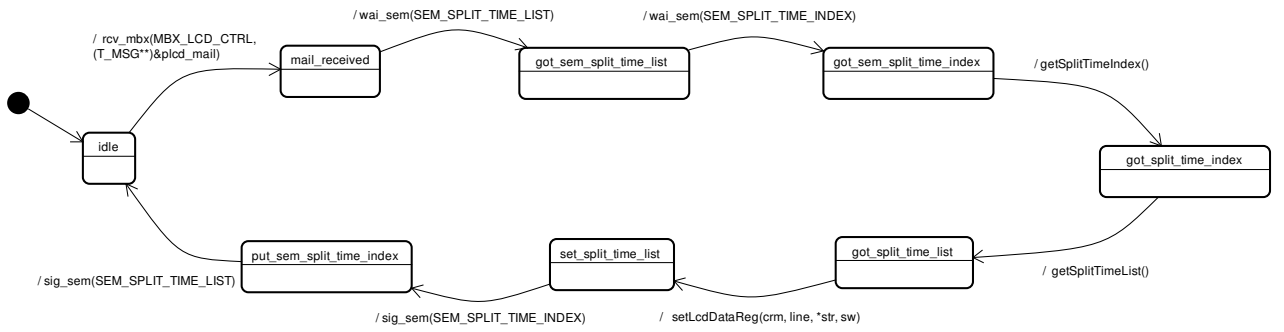 / wai_sem(SEM_SPLIT_TIME_LIST)
/ wai_sem(SEM_SPLIT_TIME_INDEX)
/ rcv_mbx(MBX_LCD_CTRL,
(T_MSG**)&plcd_mail)
mail_received
got_sem_split_time_list
got_sem_split_time_index
/ getSplitTimeIndex()
idle
got_split_time_index
put_sem_split_time_index
set_split_time_list
got_split_time_list
/ getSplitTimeList()
/ sig_sem(SEM_SPLIT_TIME_LIST)
/ sig_sem(SEM_SPLIT_TIME_INDEX)
/ setLcdDataReg(crm, line, *str, sw)